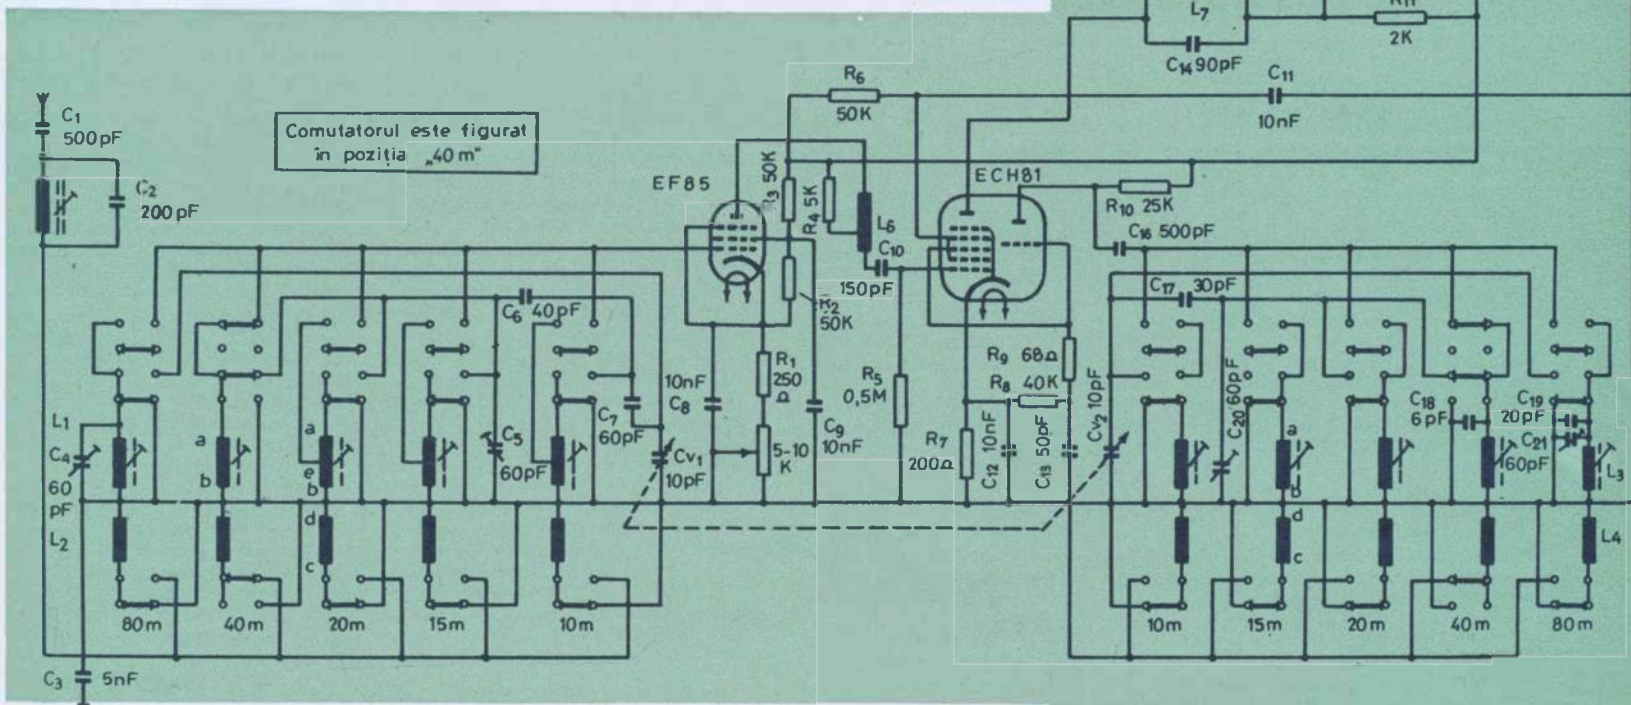 L7
C14 90pF
R11
2K
C11
10nF
R6
50K
C1
500pF
Comutatorul este figurat
în poziția „40 m"
C2
200pF
EF85
R3 50K
R4 5K
L6
ECH81
R10 25K
C16 500pF
C10
150pF
C17 30pF
C6 40pF
R2
50K
R1
250
Ω
R5
0,5M
R9 68Ω
R8 40K
10nF
C8
C9
10nF
5-10
K
R7
200Ω
C12 10nF
C13 50pF
Cv2 10pF
C20 60pF
C18
6pF
C19
20pF
C21
60pF
L3
L4
L1
C4
60
pF
L2
a
b
a
e
b
d
c
C5
60pF
C7
60pF
Cv1
10pF
a
b
d
c
80m
40m
20m
15m
10m
10m
15m
20m
40m
80m
C3
5nF